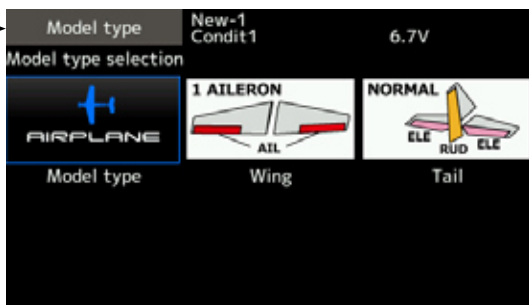 Model type
New-1
Condit1
6.7V
Model type selection
AIRPLANE
1 AILERON
AIL
NORMAL
ELE
RUD
ELE
Model type
Wing
Tail